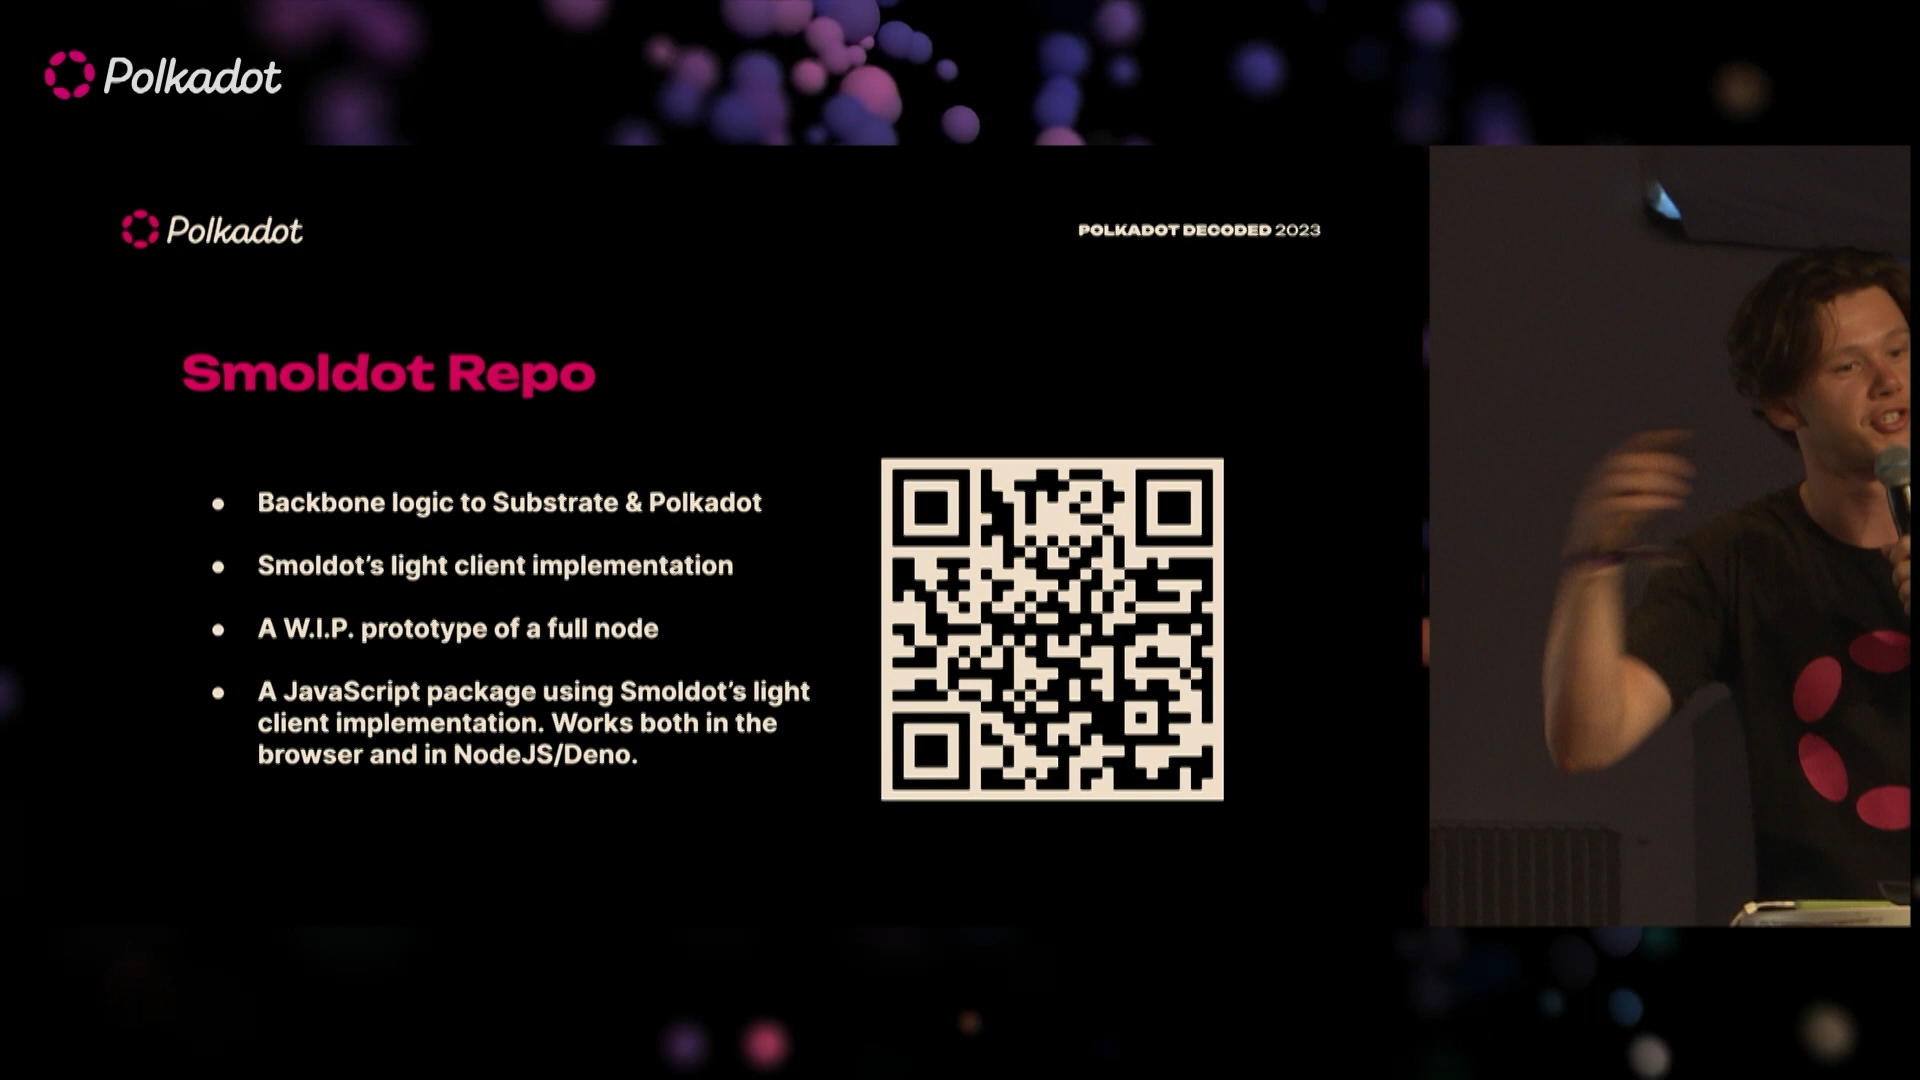 Polkadot
Polkadot
POLKADOT DECODED 2023
Smoldot Repo
● Backbone logic to Substrate & Polkadot
● Smoldot’s light client implementation
● A W.I.P. prototype of a full node
● A JavaScript package using Smoldot’s light
client implementation. Works both in the
browser and in NodeJS/Deno.